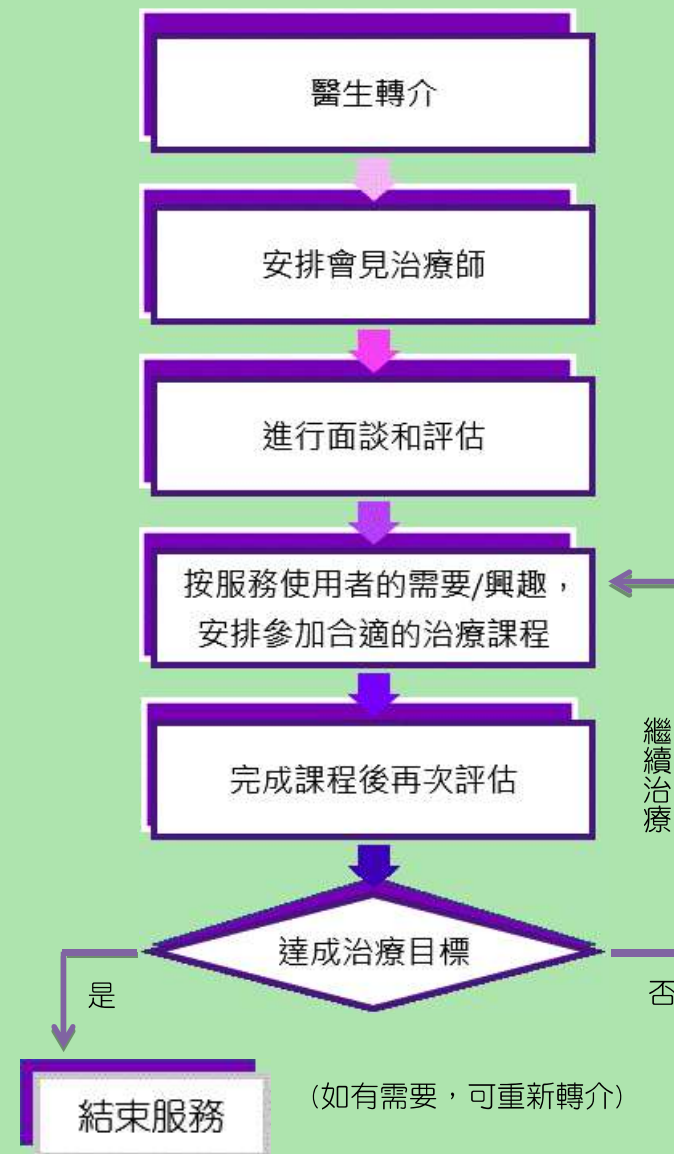 醫生轉介
安排會見治療師
進行面談和評估
按服務使用者的需要/興趣，
安排參加合適的治療課程
完成課程後再次評估
繼續治療
達成治療目標
是
否
結束服務
(如有需要，可重新轉介)